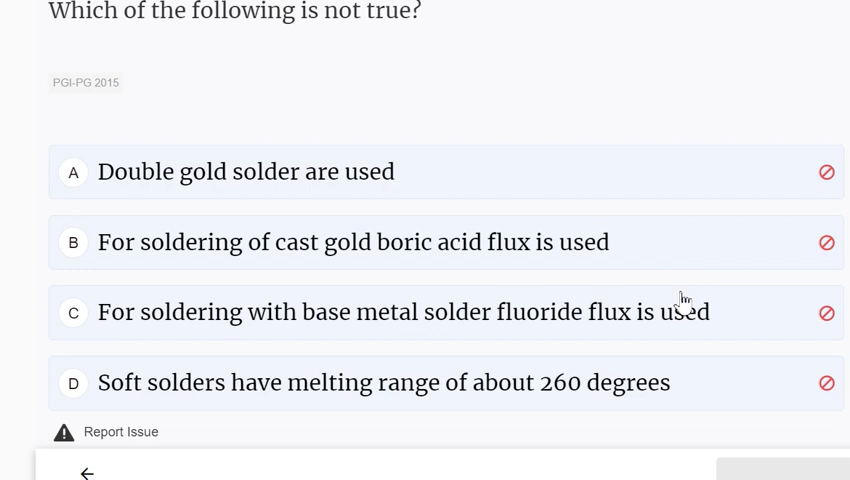 Which of the following is not true?
PGI-PG 2015
A Double gold solder are used
B For soldering of cast gold boric acid flux is used
C For soldering with base metal solder fluoride flux is used
D Soft solders have melting range of about 260 degrees
Report Issue